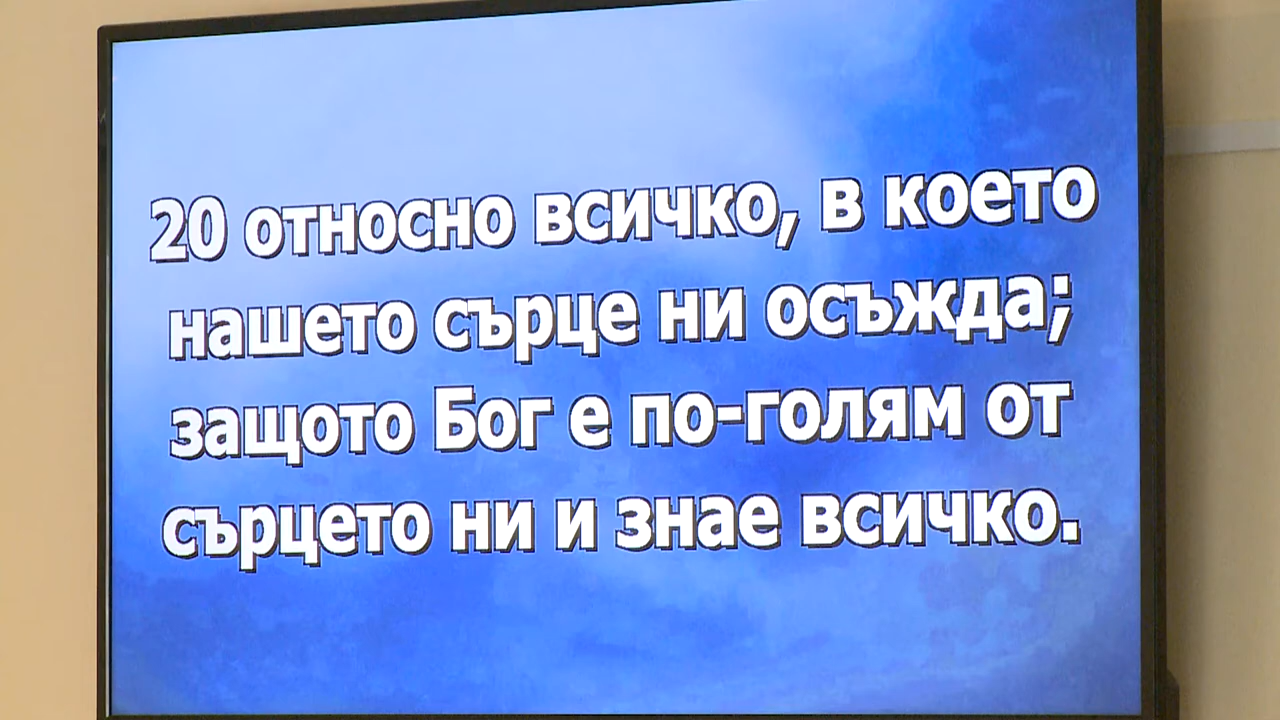 20 относно всичко, в което
нашето сърце ни осъжда;
защото Бог е по-голям от
сърцето ни и знае всичко.